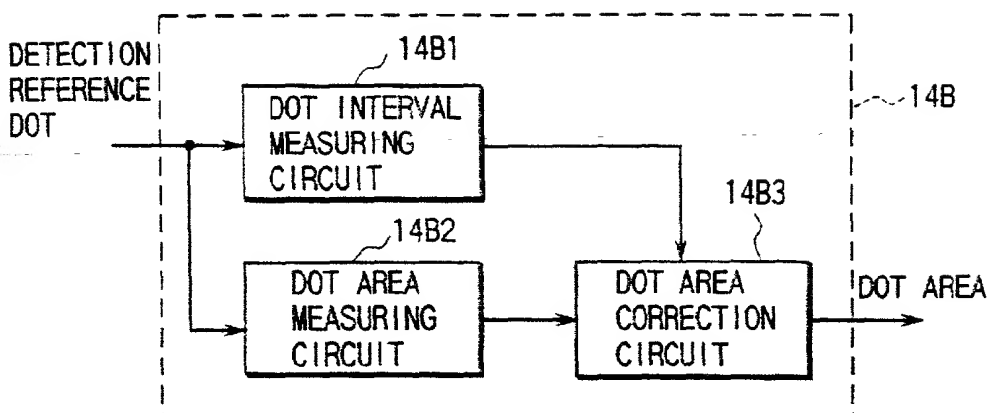 DETECTION
REFERENCE
DOT
14B1
DOT INTERVAL
MEASURING
CIRCUIT
14B
14B2
DOT AREA
MEASURING
CIRCUIT
14B3
DOT AREA
CORRECTION
CIRCUIT
DOT AREA